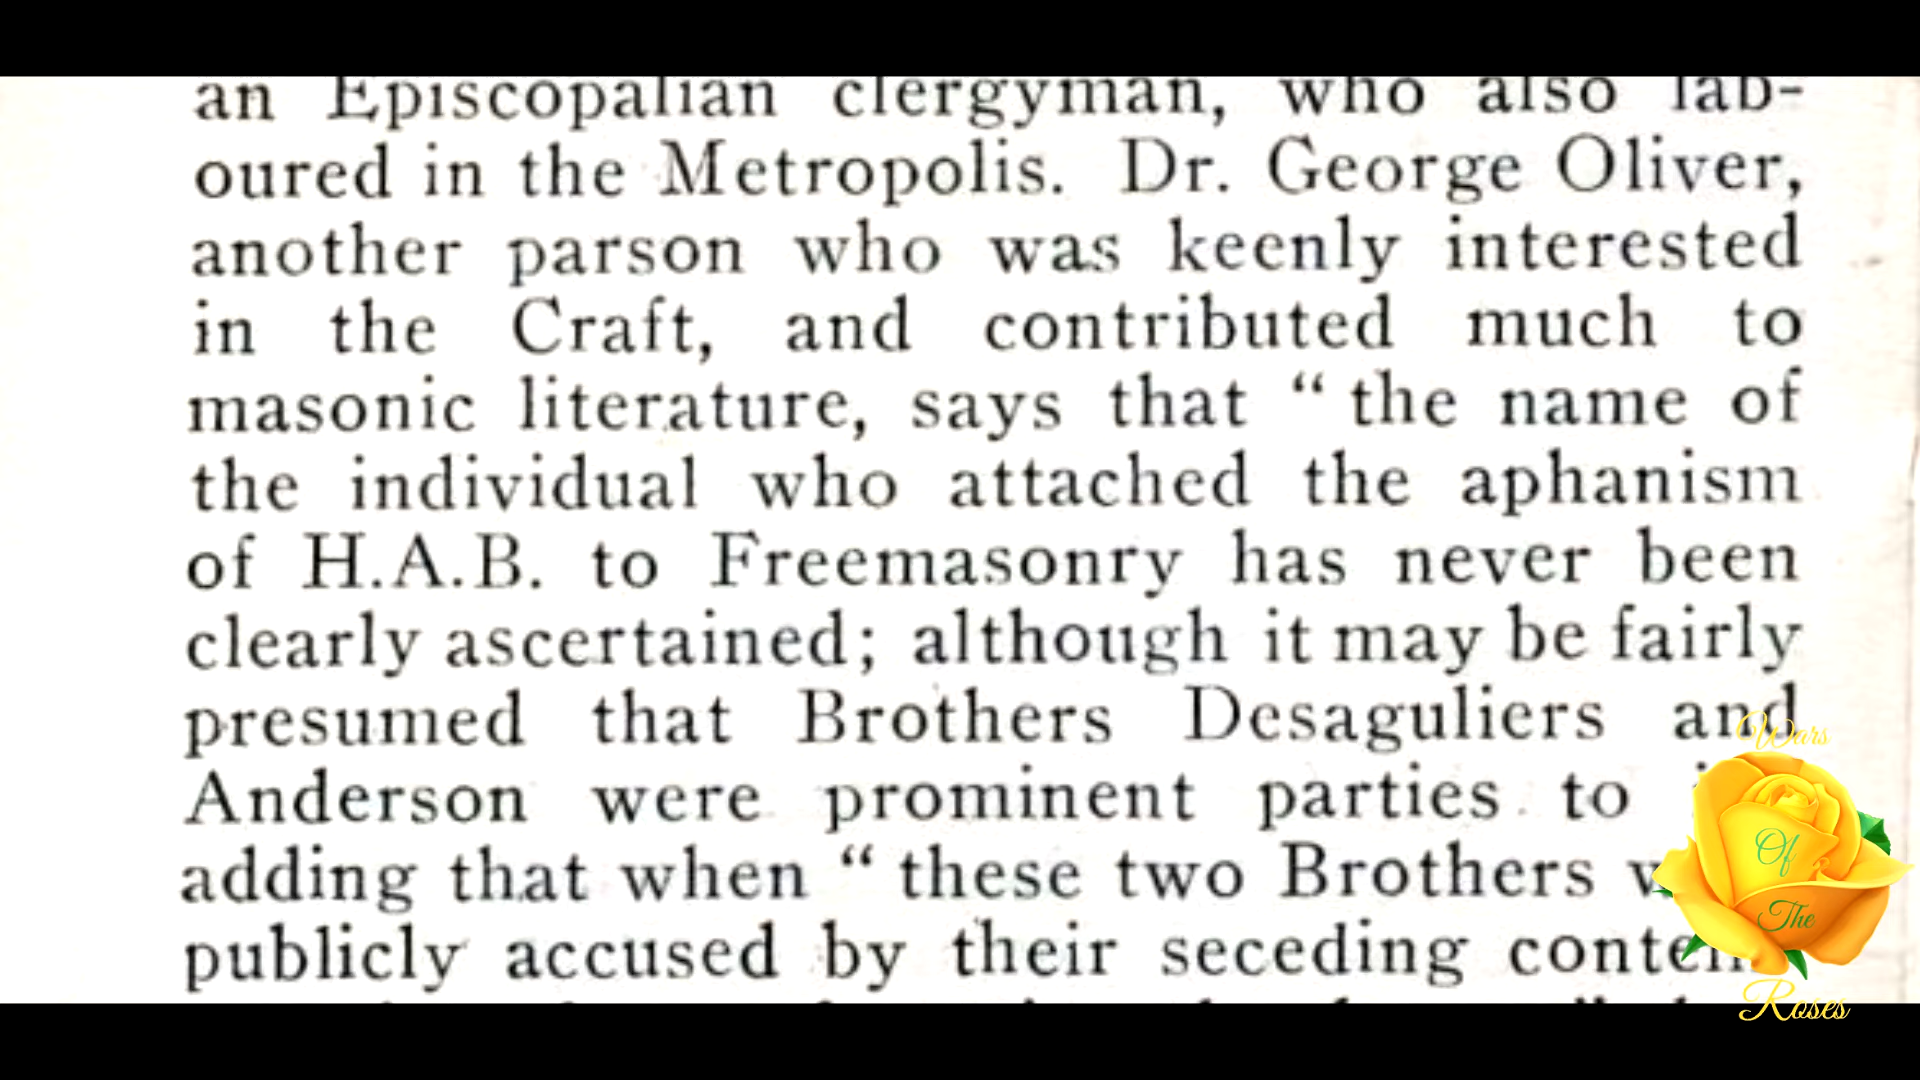 an Episcopalian clergyman, who also lab-
oured in the Metropolis. Dr. George Oliver,
another parson who was keenly interested
in the Craft, and contributed much to
masonic literature, says that “ the name of
the individual who attached the aphanism
of H.A.B. to Freemasonry has never been
clearly ascertained; although it may be fairly
presumed that Brothers Desaguliers and
Anderson were prominent parties to
adding that when “ these two Brothers
publicly accused by their seceding
Wars
Of
The
Roses